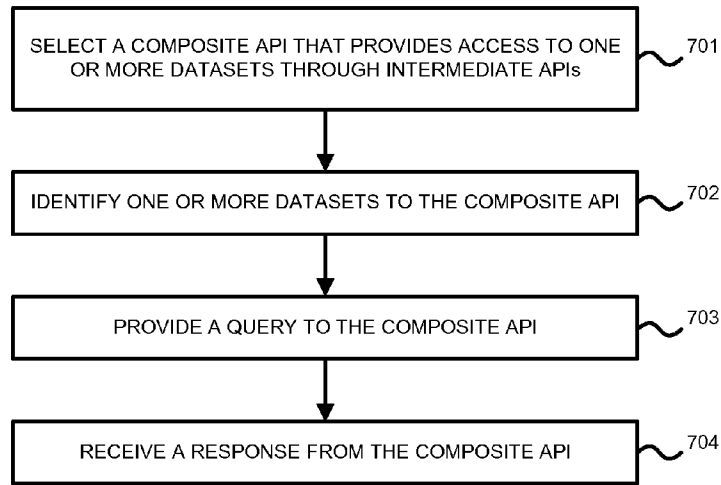 SELECT A COMPOSITE API THAT PROVIDES ACCESS TO ONE
OR MORE DATASETS THROUGH INTERMEDIATE APIs
701
IDENTIFY ONE OR MORE DATASETS TO THE COMPOSITE API
702
PROVIDE A QUERY TO THE COMPOSITE API
703
RECEIVE A RESPONSE FROM THE COMPOSITE API
704